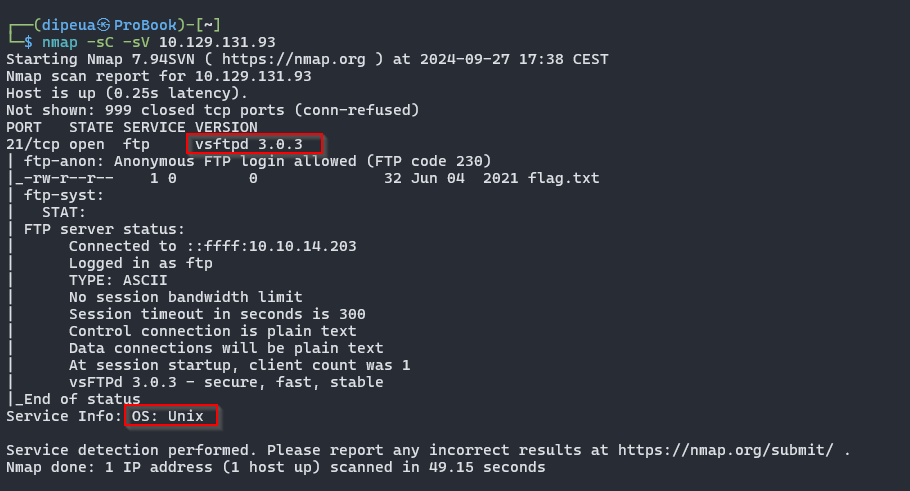 ┌──(dipeua㉿ProBook)-[~]
└─$ nmap -sC -sV 10.129.131.93
Starting Nmap 7.94SVN ( https://nmap.org ) at 2024-09-27 17:38 CEST
Nmap scan report for 10.129.131.93
Host is up (0.25s latency).
Not shown: 999 closed tcp ports (conn-refused)
PORT   STATE SERVICE VERSION
21/tcp open  ftp     vsftpd 3.0.3
| ftp-anon: Anonymous FTP login allowed (FTP code 230)
|_-rw-r--r--    1 0        0              32 Jun 04  2021 flag.txt
| ftp-syst:
|   STAT:
| FTP server status:
|      Connected to ::ffff:10.10.14.203
|      Logged in as ftp
|      TYPE: ASCII
|      No session bandwidth limit
|      Session timeout in seconds is 300
|      Control connection is plain text
|      Data connections will be plain text
|      At session startup, client count was 1
|      vsFTPd 3.0.3 - secure, fast, stable
|_End of status
Service Info: OS: Unix

Service detection performed. Please report any incorrect results at https://nmap.org/submit/ .
Nmap done: 1 IP address (1 host up) scanned in 49.15 seconds